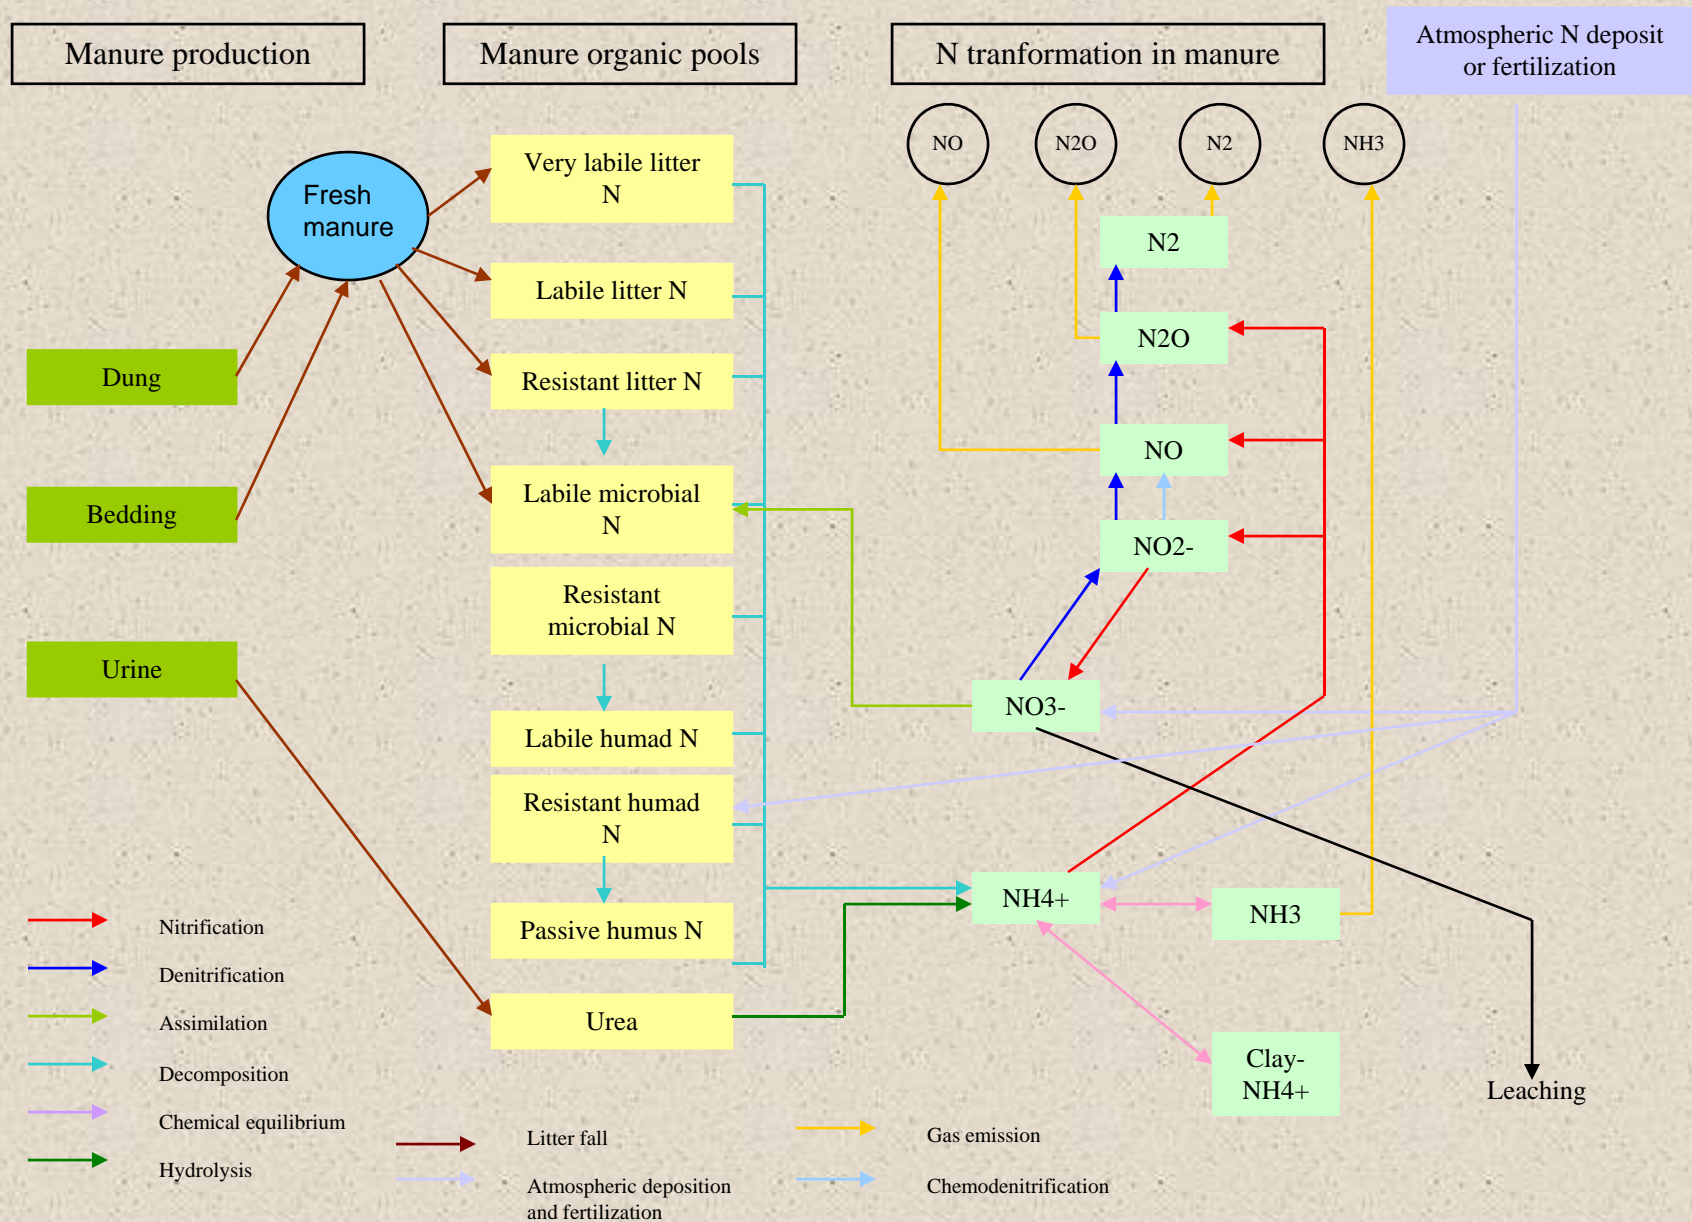 Manure production
Manure organic pools
N tranformation in manure
Atmospheric N deposit
or fertilization
NO
N2O
N2
NH3
Fresh
manure
Very labile litter
N
N2
Labile litter N
N2O
Dung
Resistant litter N
NO
Bedding
Labile microbial
N
NO2-
Resistant
microbial N
Urine
NO3-
Labile humad N
Resistant humad
N
NH4+
NH3
Passive humus N
Urea
Clay-
NH4+
Leaching
Nitrification
Denitrification
Assimilation
Decomposition
Chemical equilibrium
Hydrolysis
Litter fall
Atmospheric deposition
and fertilization
Gas emission
Chemodenitrification